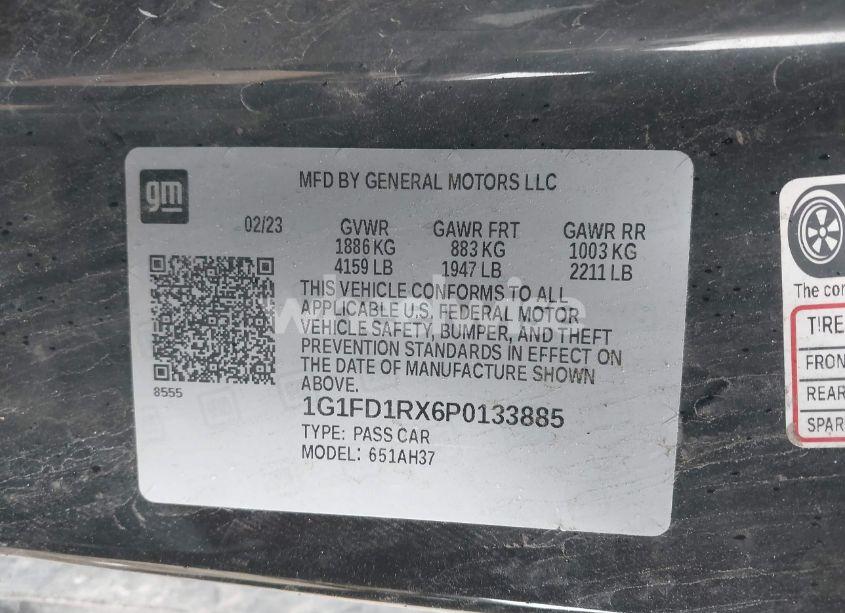 gm
MFD BY GENERAL MOTORS LLC
02/23 GVWR GAWR FRT GAWR RR
1886 KG 883 KG 1003 KG
4159 LB 1947 LB 2211 LB
THIS VEHICLE CONFORMS TO ALL
APPLICABLE U.S. FEDERAL MOTOR
VEHICLE SAFETY, BUMPER, AND THEFT
PREVENTION STANDARDS IN EFFECT ON
THE DATE OF MANUFACTURE SHOWN
ABOVE.
8555
1G1FD1RX6P0133885
TYPE: PASS CAR
MODEL: 651AH37
The co
TIRE
FRON
REAR
SPAR